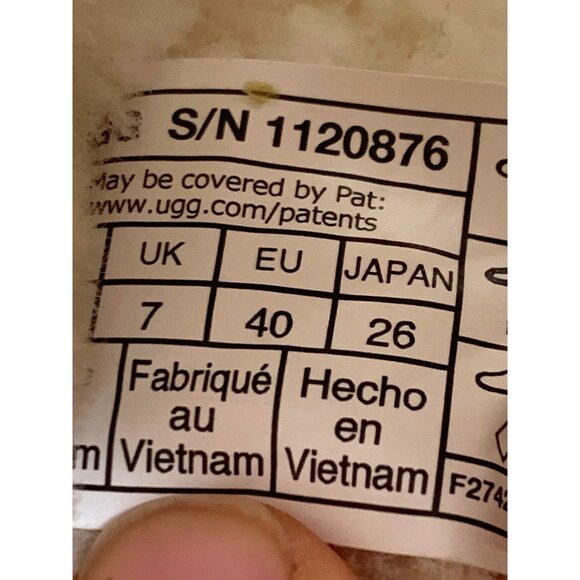 S/N 1120876
May be covered by Pat:
www.ugg.com/patents
UK EU JAPAN
7 40 26
Fabriqué
au
Vietnam
Hecho
en
Vietnam